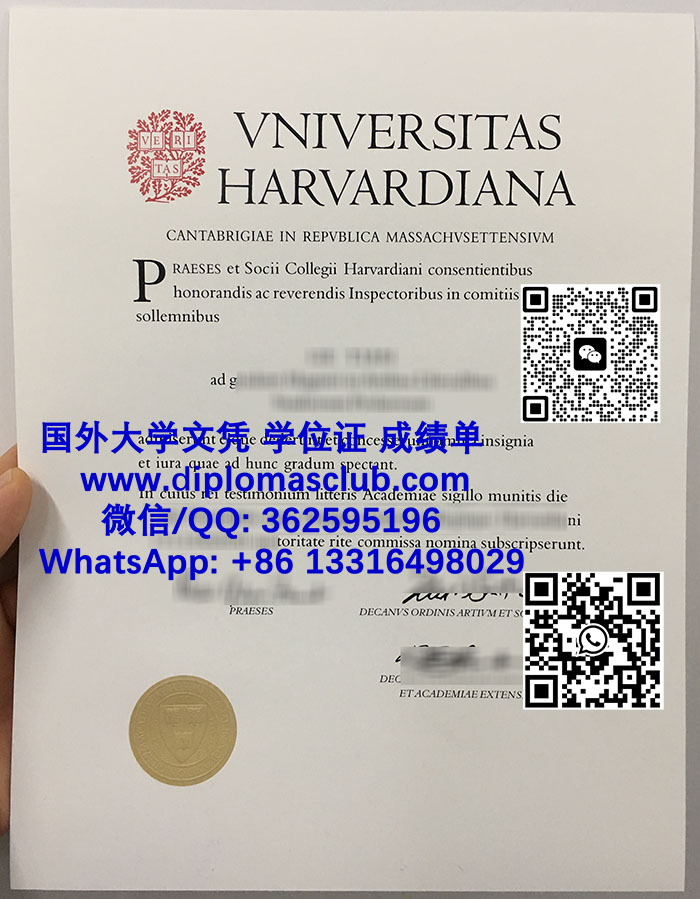 VNIVERSITAS
HARVARDIANA
VE RI
TAS
CANTABRIGIAE IN REPVBLICA MASSACHVSETTENSIVM
PRAESES et Socii Collegii Harvardiani consentientibus
honorandis ac reverendis Inspectoribus in comitiis
sollemnibus
ad
国外大学文凭 学位证 成绩单
insignia
et iura quae ad hunc gradum spectant.
www.diplomasclub.com
In cuius rei testimonium litteris Academiae sigillo munitis die
微信/QQ: 362595196
toritate rite commissa nomina subscripserunt.
WhatsApp: +86 13316498029
PRAESES
DECANVS ORDINIS ARTIVM ET
ET ACADEMIAE